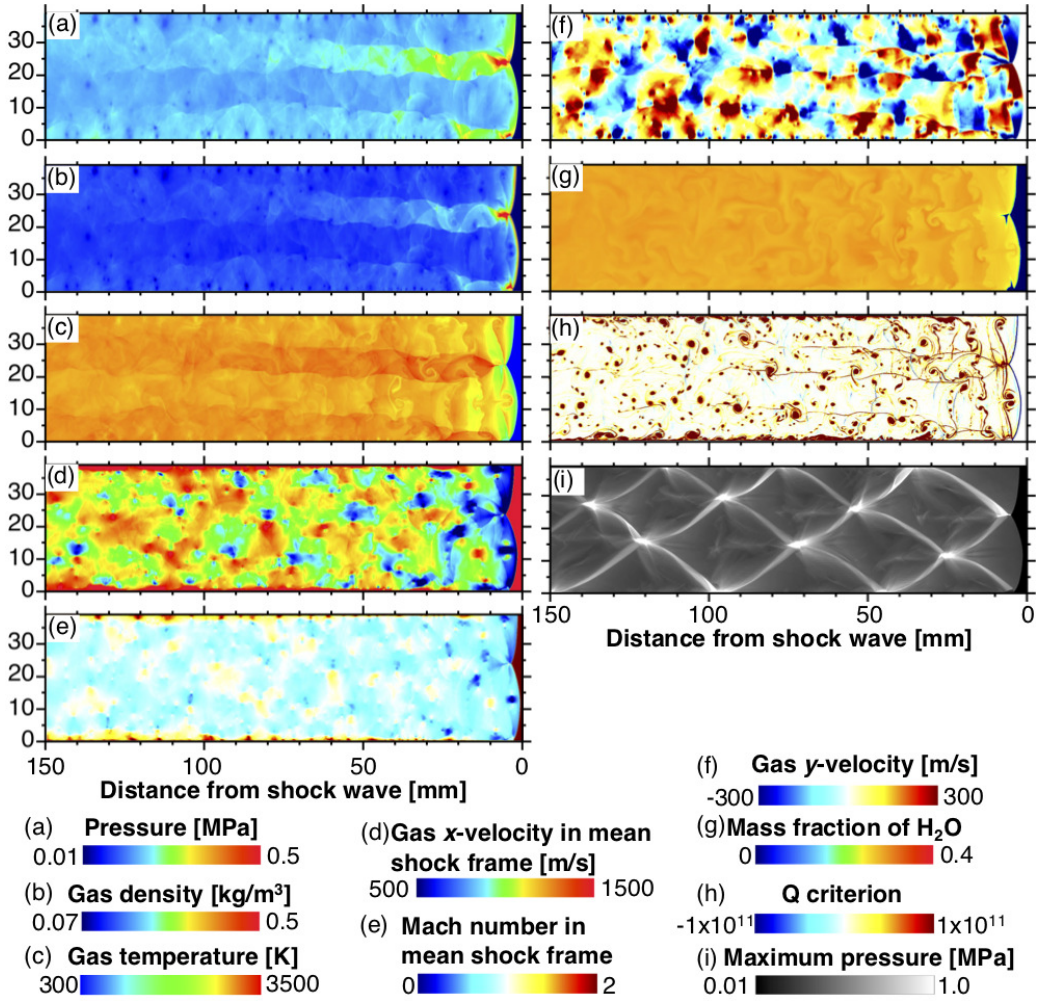 (a)
30
20
10
0
(b)
30
20
10
0
(c)
30
20
10
0
(d)
30
20
10
0
(e)
30
20
10
0
150 100 50 0
Distance from shock wave [mm]
(f)
(g)
(h)
(i)
150 100 50 0
Distance from shock wave [mm]
(a) Pressure [MPa]
0.01 0.5
(b) Gas density [kg/m³]
0.07 0.5
(c) Gas temperature [K]
300 3500
(d) Gas x-velocity in mean
shock frame [m/s]
500 1500
(e) Mach number in
mean shock frame
0 2
(f) Gas y-velocity [m/s]
-300 300
(g) Mass fraction of H₂O
0 0.4
(h) Q criterion
-1x10¹¹ 1x10¹¹
(i) Maximum pressure [MPa]
0.01 1.0